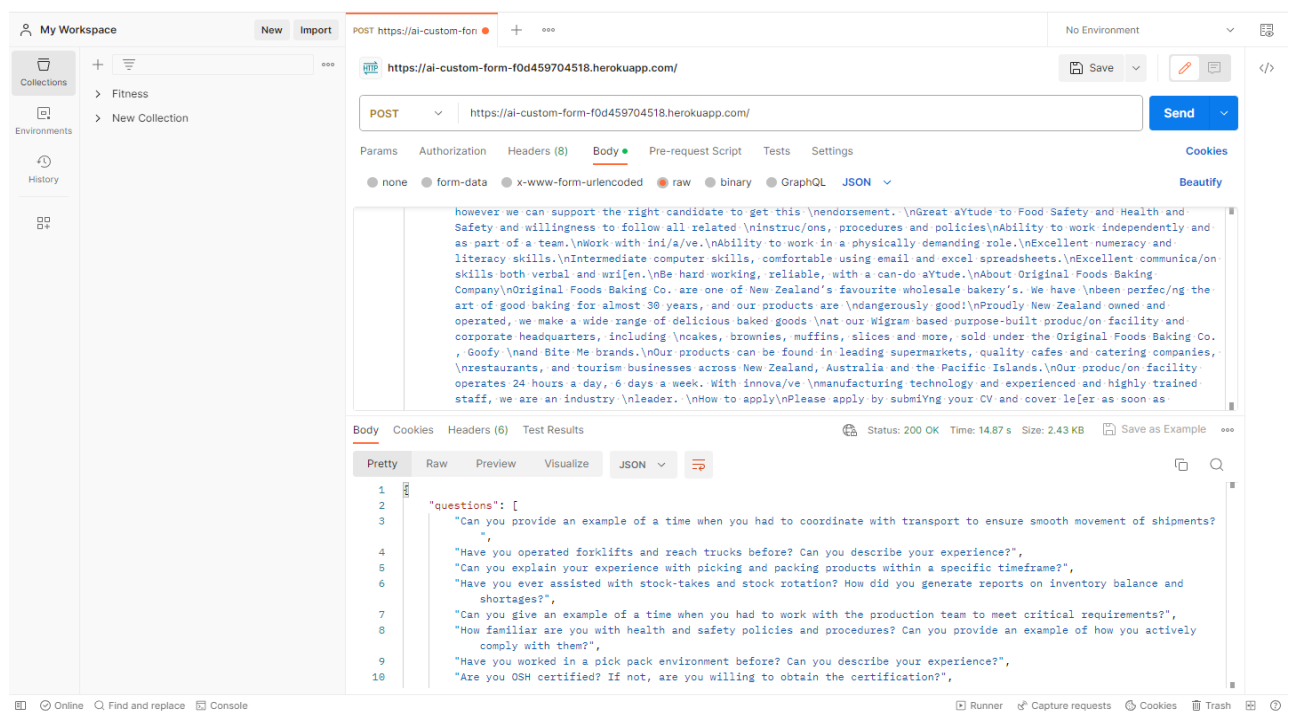 My Workspace
New
Import
POST https://ai-custom-forr
No Environment
Collections
Environments
History
Fitness
New Collection
HTTP https://ai-custom-form-f0d459704518.herokuapp.com/
Save
POST
https://ai-custom-form-f0d459704518.herokuapp.com/
Send
Params Authorization Headers (8) Body Pre-request Script Tests Settings
Cookies
none form-data x-www-form-urlencoded raw binary GraphQL JSON
Beautify
however we can support the right candidate to get this \nendorsement. \nGreat aYtude to Food Safety and Health and
Safety and willingness to follow all related \ninstruc/ons, procedures and policies\nAbility to work independently and
as part of a team.\nWork with ini/a/ve.\nAbility to work in a physically demanding role.\nExcellent numeracy and
literacy skills.\nIntermediate computer skills, comfortable using email and excel spreadsheets.\nExcellent communica/on
skills both verbal and wri[en.\nBe hard working, reliable, with a can-do aYtude.\nAbout Original Foods Baking
Company\nOriginal Foods Baking Co. are one of New Zealand's favourite wholesale bakery's. We have \nbeen perfec/ng the
art of good baking for almost 30 years, and our products are \ndangerously good!\nProudly New Zealand owned and
operated, we make a wide range of delicious baked goods \nat our Wigram based purpose-built produc/on facility and
corporate headquarters, including \ncakes, brownies, muffins, slices and more, sold under the Original Foods Baking Co.
, Goofy \nand Bite Me brands.\nOur products can be found in leading supermarkets, quality cafes and catering companies,
\nrestaurants, and tourism businesses across New Zealand, Australia and the Pacific Islands.\nOur produc/on facility
operates 24 hours a day, 6 days a week. With innova/ve \nmanufacturing technology and experienced and highly trained
staff, we are an industry \nleader. \nHow to apply\nPlease apply by submiYng your CV and cover le[er as soon as
Body Cookies Headers (6) Test Results
Status: 200 OK Time: 14.87 s Size: 2.43 KB
Save as Example
Pretty Raw Preview Visualize JSON
1 {
2 "questions": [
3 "Can you provide an example of a time when you had to coordinate with transport to ensure smooth movement of shipments?
",
4 "Have you operated forklifts and reach trucks before? Can you describe your experience?",
5 "Can you explain your experience with picking and packing products within a specific timeframe?",
6 "Have you ever assisted with stock-takes and stock rotation? How did you generate reports on inventory balance and
shortages?",
7 "Can you give an example of a time when you had to work with the production team to meet critical requirements?",
8 "How familiar are you with health and safety policies and procedures? Can you provide an example of how you actively
comply with them?",
9 "Have you worked in a pick pack environment before? Can you describe your experience?",
10 "Are you OSH certified? If not, are you willing to obtain the certification?",
Online Find and replace Console
Runner Capture requests Cookies Trash